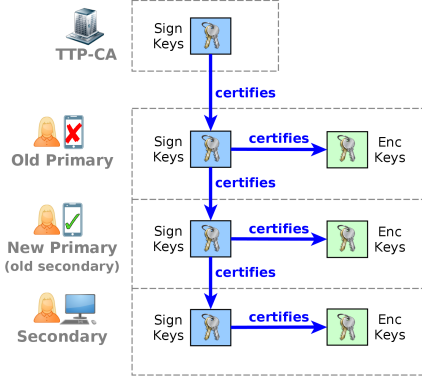 TTP-CA
Sign
Keys
certifies
Old Primary
Sign
Keys
certifies
Enc
Keys
certifies
New Primary
(old secondary)
Sign
Keys
certifies
Enc
Keys
certifies
Secondary
Sign
Keys
certifies
Enc
Keys